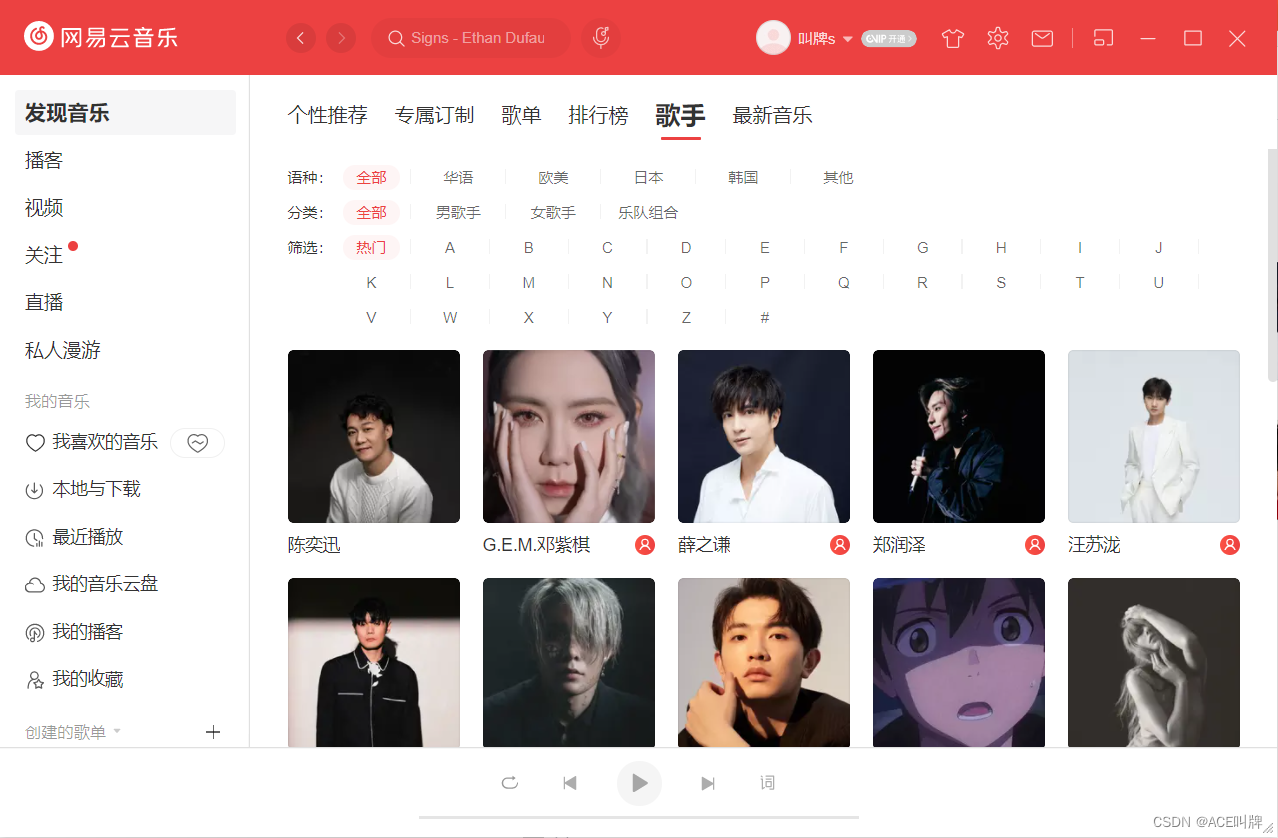 网易云音乐
Signs - Ethan Dufau
叫牌s
VIP 开通
发现音乐
播客
视频
关注
直播
私人漫游
我的音乐
我喜欢的音乐
本地与下载
最近播放
我的音乐云盘
我的播客
我的收藏
创建的歌单
个性推荐 专属订制 歌单 排行榜 歌手 最新音乐
语种： 全部 华语 欧美 日本 韩国 其他
分类： 全部 男歌手 女歌手 乐队组合
筛选： 热门 A B C D E F G H I J
K L M N O P Q R S T U
V W X Y Z #
陈奕迅 G.E.M.邓紫棋 薛之谦 郑润泽 汪苏泷
词
CSDN @ACE叫牌